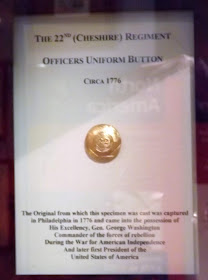 THE 22ND (CHESHIRE) REGIMENT
OFFICERS UNIFORM BUTTON
CIRCA 1776
The Original from which this specimen was cast was captured
in Philadelphia in 1776 and came into the possession of
His Excellency, Gen. George Washington
Commander of the forces of rebellion
During the War for American Independence
And later first President of the
United States of America